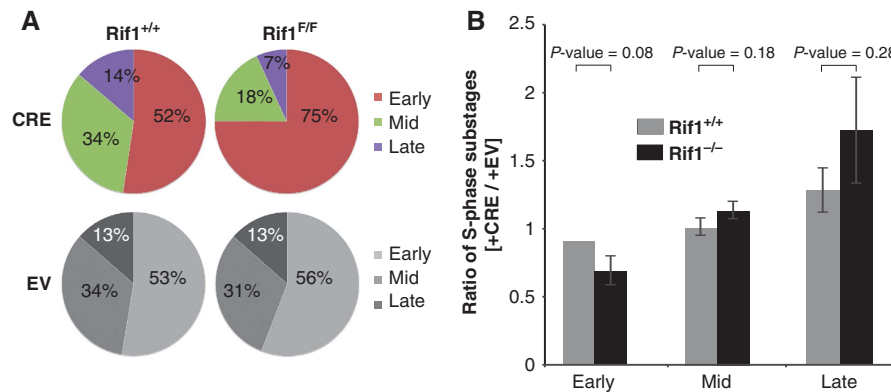 A
Rif1+/+
Rif1F/F
CRE
14%
34%
52%
7%
18%
75%
Early
Mid
Late
EV
13%
34%
53%
13%
31%
56%
Early
Mid
Late
B
Ratio of S-phase substages
[+CRE / +EV]
2.5
2
1.5
1
0.5
0
P-value = 0.08
P-value = 0.18
P-value = 0.28
Rif1+/+
Rif1−/−
Early
Mid
Late